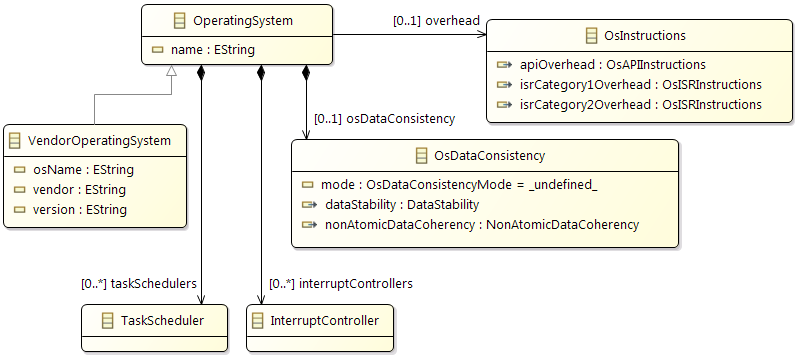 OperatingSystem
name : EString
[0..1] overhead
OsInstructions
apiOverhead : OsAPIInstructions
isrCategory1Overhead : OsISRInstructions
isrCategory2Overhead : OsISRInstructions
[0..1] osDataConsistency
VendorOperatingSystem
osName : EString
vendor : EString
version : EString
OsDataConsistency
mode : OsDataConsistencyMode = _undefined_
dataStability : DataStability
nonAtomicDataCoherency : NonAtomicDataCoherency
[0..*] taskSchedulers
[0..*] interruptControllers
TaskScheduler
InterruptController